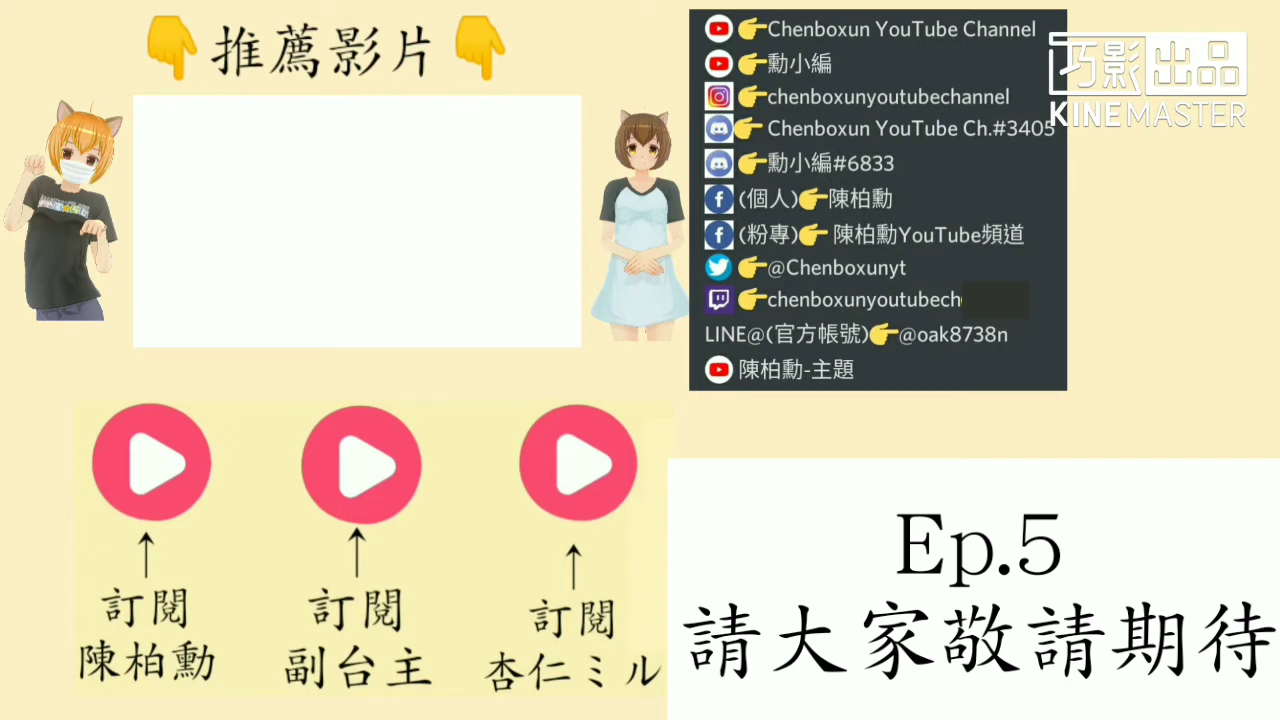 👇推薦影片👇
👉Chenboxun YouTube Channel
👉勳小編
👉chenboxunyoutubechannel
👉Chenboxun YouTube Ch.#3405
👉勳小編#6833
(個人)👉陳柏勳
(粉專)👉陳柏勳YouTube頻道
👉@Chenboxunyt
👉chenboxunyoutubech
LINE@(官方帳號)👉@oak8738n
陳柏勳-主題
巧影出品
KINEMASTER
↑
訂閱
陳柏勳
↑
訂閱
副台主
↑
訂閱
杏仁ミル
Ep.5
請大家敬請期待